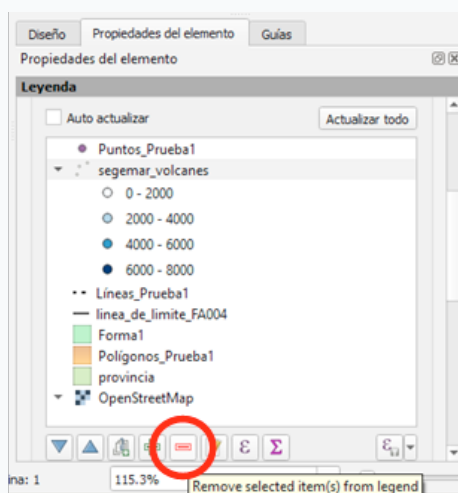 Diseño Propiedades del elemento Guías
Propiedades del elemento
Leyenda
Auto actualizar Actualizar todo
Puntos_Prueba1
segemar_volcanes
0 - 2000
2000 - 4000
4000 - 6000
6000 - 8000
Líneas_Prueba1
linea_de_limite_FA004
Forma1
Polígonos_Prueba1
provincia
OpenStreetMap
ε Σ ε
ina: 1 115.3% Remove selected item(s) from legend